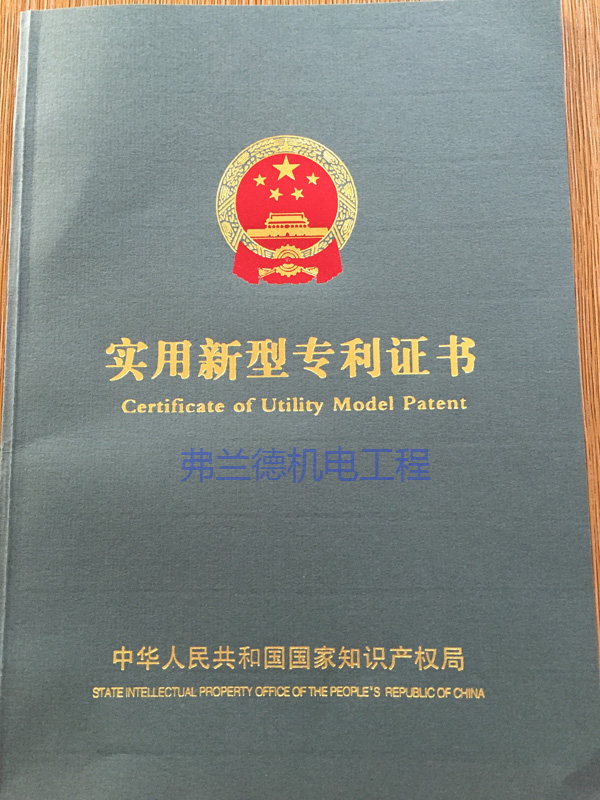 实用新型专利证书
Certificate of Utility Model Patent
弗兰德机电工程
中华人民共和国国家知识产权局
STATE INTELLECTUAL PROPERTY OFFICE OF THE PEOPLE'S REPUBLIC OF CHINA